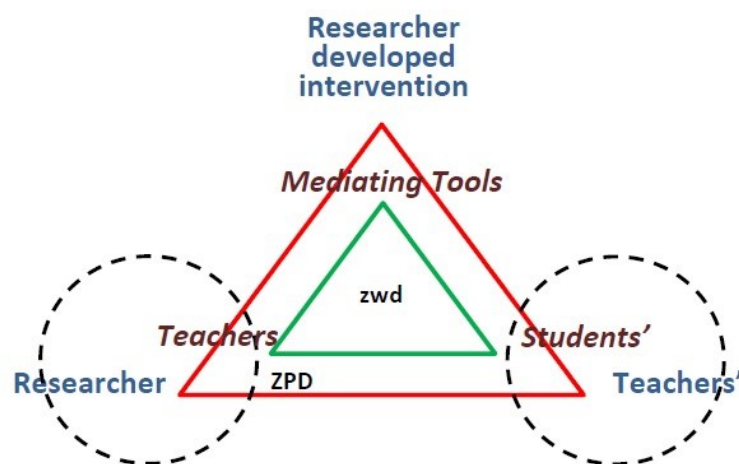 Researcher
developed
intervention
Mediating Tools
zwd
Teachers
Students’
Researcher
ZPD
Teachers’